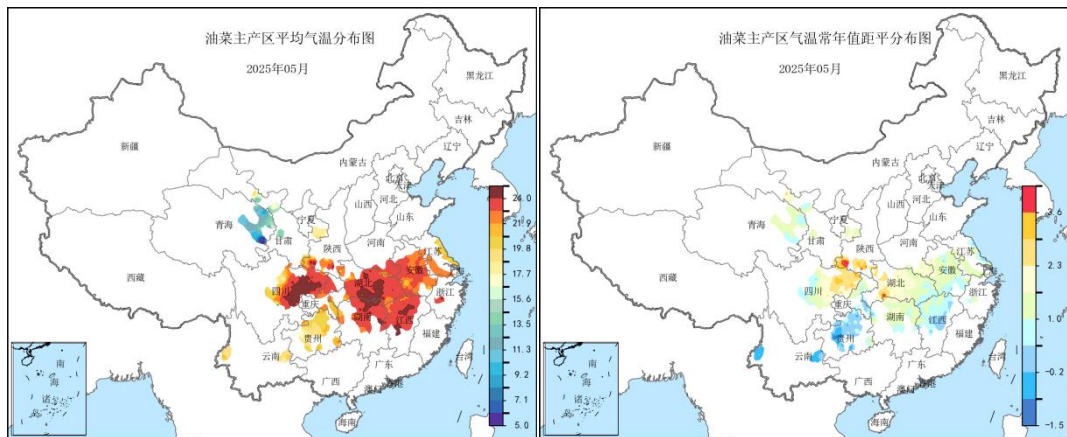 油菜主产区平均气温分布图
2025年05月
黑龙江
吉林
辽宁
新疆
内蒙古
北京
天津
河北
山西
山东
宁夏
青海
甘肃
陕西
河南
江苏
安徽
上海
西藏
四川
湖北
重庆
浙江
湖南
江西
贵州
福建
云南
台湾
广西
广东
澳门
香港
海南
南
海
诸
岛
24.0
21.9
19.8
17.7
15.6
13.5
11.3
9.2
7.1
5.0
油菜主产区气温常年值距平分布图
2025年05月
黑龙江
吉林
辽宁
新疆
内蒙古
北京
天津
河北
山西
山东
宁夏
青海
甘肃
陕西
河南
江苏
安徽
上海
西藏
四川
湖北
重庆
浙江
湖南
江西
贵州
福建
云南
台湾
广西
广东
澳门
香港
海南
南
海
诸
岛
3.6
2.3
1.0
-0.2
-1.5